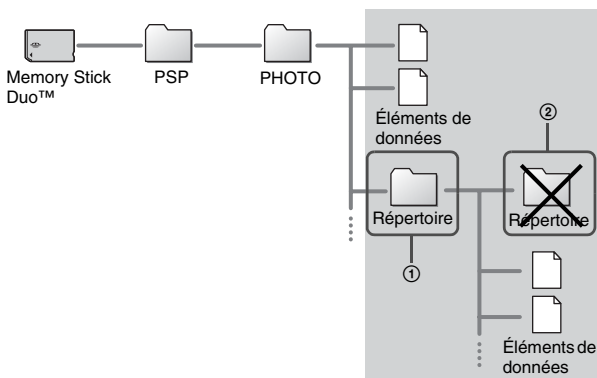 Memory Stick
Duo™
PSP
PHOTO
Éléments de
données
②
Répertoire
Répertoire
①
Éléments de
données